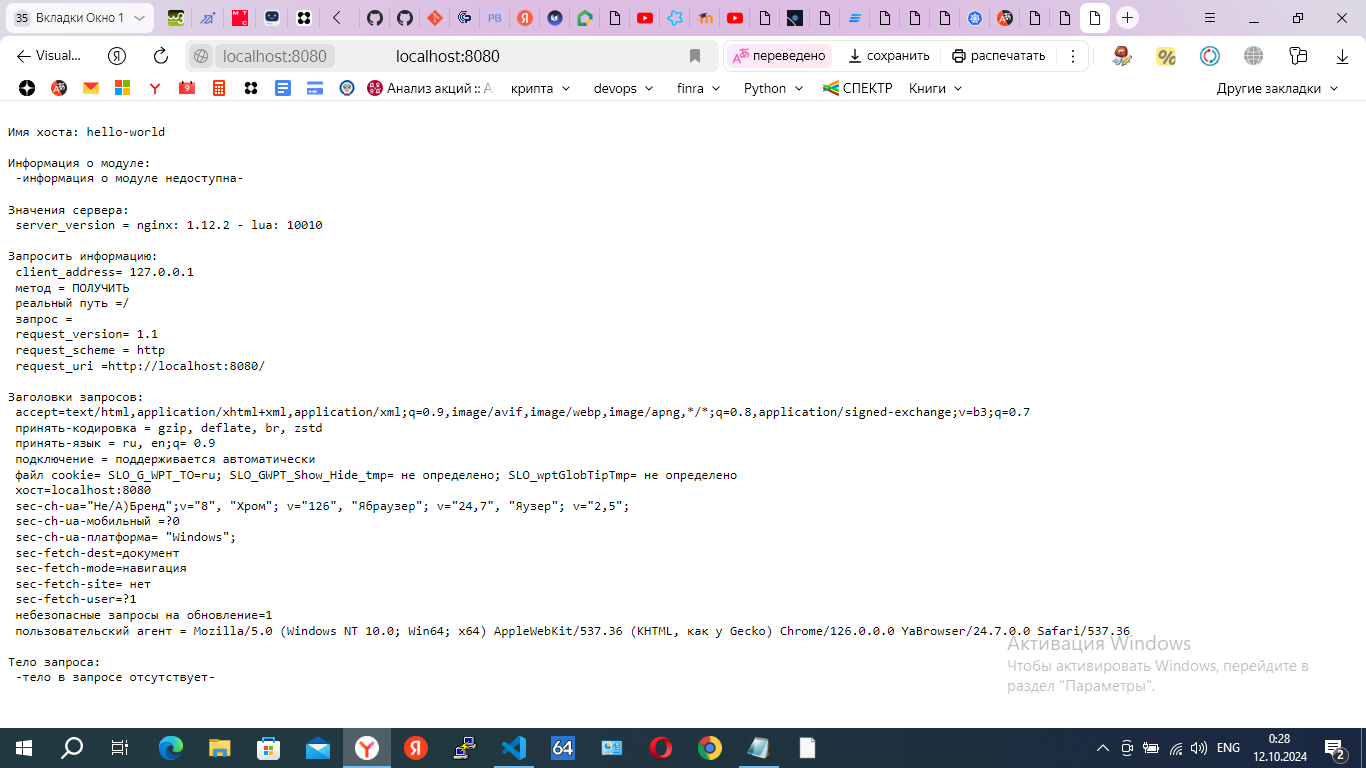 35 Вкладки Окно 1
Visual...
localhost:8080
localhost:8080
переведено
сохранить
распечатать
Анализ акций :: А
крипта
devops
finra
Python
СПЕКТР
Книги
Другие закладки
Имя хоста: hello-world
Информация о модуле:
-информация о модуле недоступна-
Значения сервера:
server_version = nginx: 1.12.2 - lua: 10010
Запросить информацию:
client_address= 127.0.0.1
метод = ПОЛУЧИТЬ
реальный путь =/
запрос =
request_version= 1.1
request_scheme = http
request_uri =http://localhost:8080/
Заголовки запросов:
accept=text/html,application/xhtml+xml,application/xml;q=0.9,image/avif,image/webp,image/apng,*/*;q=0.8,application/signed-exchange;v=b3;q=0.7
принять-кодировка = gzip, deflate, br, zstd
принять-язык = ru, en;q= 0.9
подключение = поддерживается автоматически
файл cookie= SLO_G_WPT_TO=ru; SLO_GWPT_Show_Hide_tmp= не определено; SLO_wptGlobTipTmp= не определено
хост=localhost:8080
sec-ch-ua="Не/A)Бренд";v="8", "Хром"; v="126", "Ябраузер"; v="24,7", "Яузер"; v="2,5";
sec-ch-ua-мобильный =?0
sec-ch-ua-платформа= "Windows";
sec-fetch-dest=документ
sec-fetch-mode=навигация
sec-fetch-site= нет
sec-fetch-user=?1
небезопасные запросы на обновление=1
пользовательский агент = Mozilla/5.0 (Windows NT 10.0; Win64; x64) AppleWebKit/537.36 (KHTML, как у Gecko) Chrome/126.0.0.0 YaBrowser/24.7.0.0 Safari/537.36
Тело запроса:
-тело в запросе отсутствует-
Активация Windows
Чтобы активировать Windows, перейдите в
раздел "Параметры".
64
ENG
0:28
12.10.2024
2